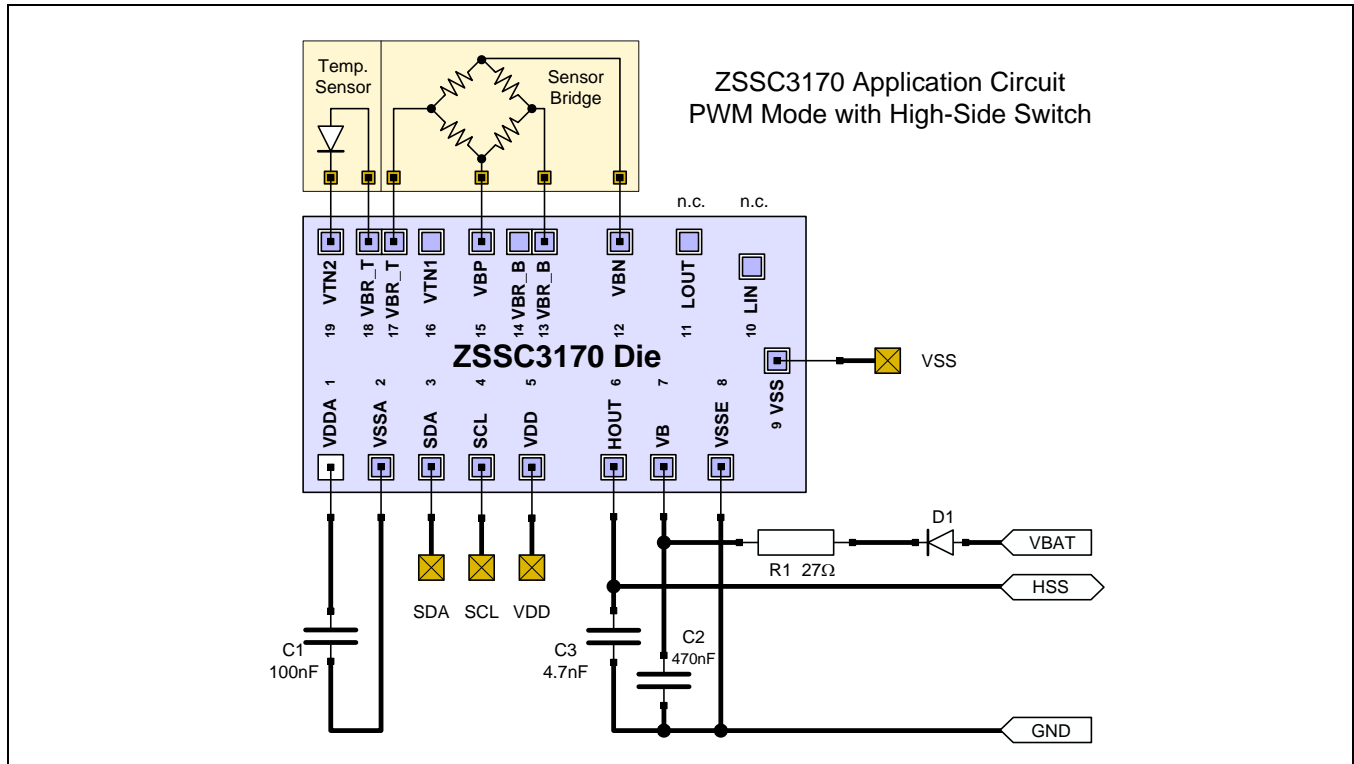 ZSSC3170 Application Circuit
PWM Mode with High-Side Switch
Temp.
Sensor
Sensor
Bridge
n.c.
n.c.
VTN2
VBR_T
VBR_T
VTN1
VBP
VBR_B
VBR_B
VBN
LOUT
LIN
19
18
17
16
15
14
13
12
11
10
ZSSC3170 Die
9 VSS
VSS
1
2
3
4
5
6
7
8
VDDA
VSSA
SDA
SCL
VDD
HOUT
VB
VSSE
D1
VBAT
R1 27Ω
HSS
SDA
SCL
VDD
C1
100nF
C3
4.7nF
C2
470nF
GND